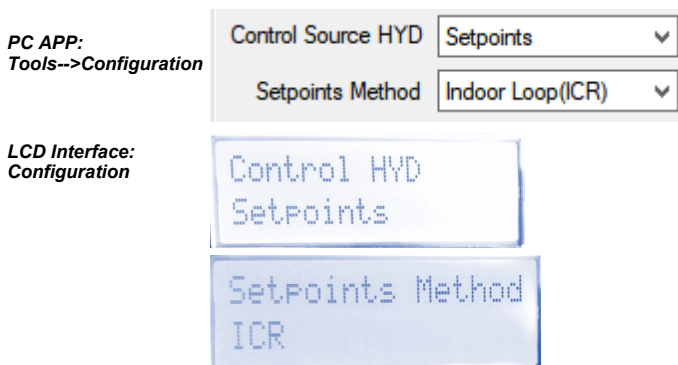 PC APP:
Tools-->Configuration
Control Source HYD Setpoints
Setpoints Method Indoor Loop(ICR)
LCD Interface:
Configuration
Control HYD
Setpoints
Setpoints Method
ICR